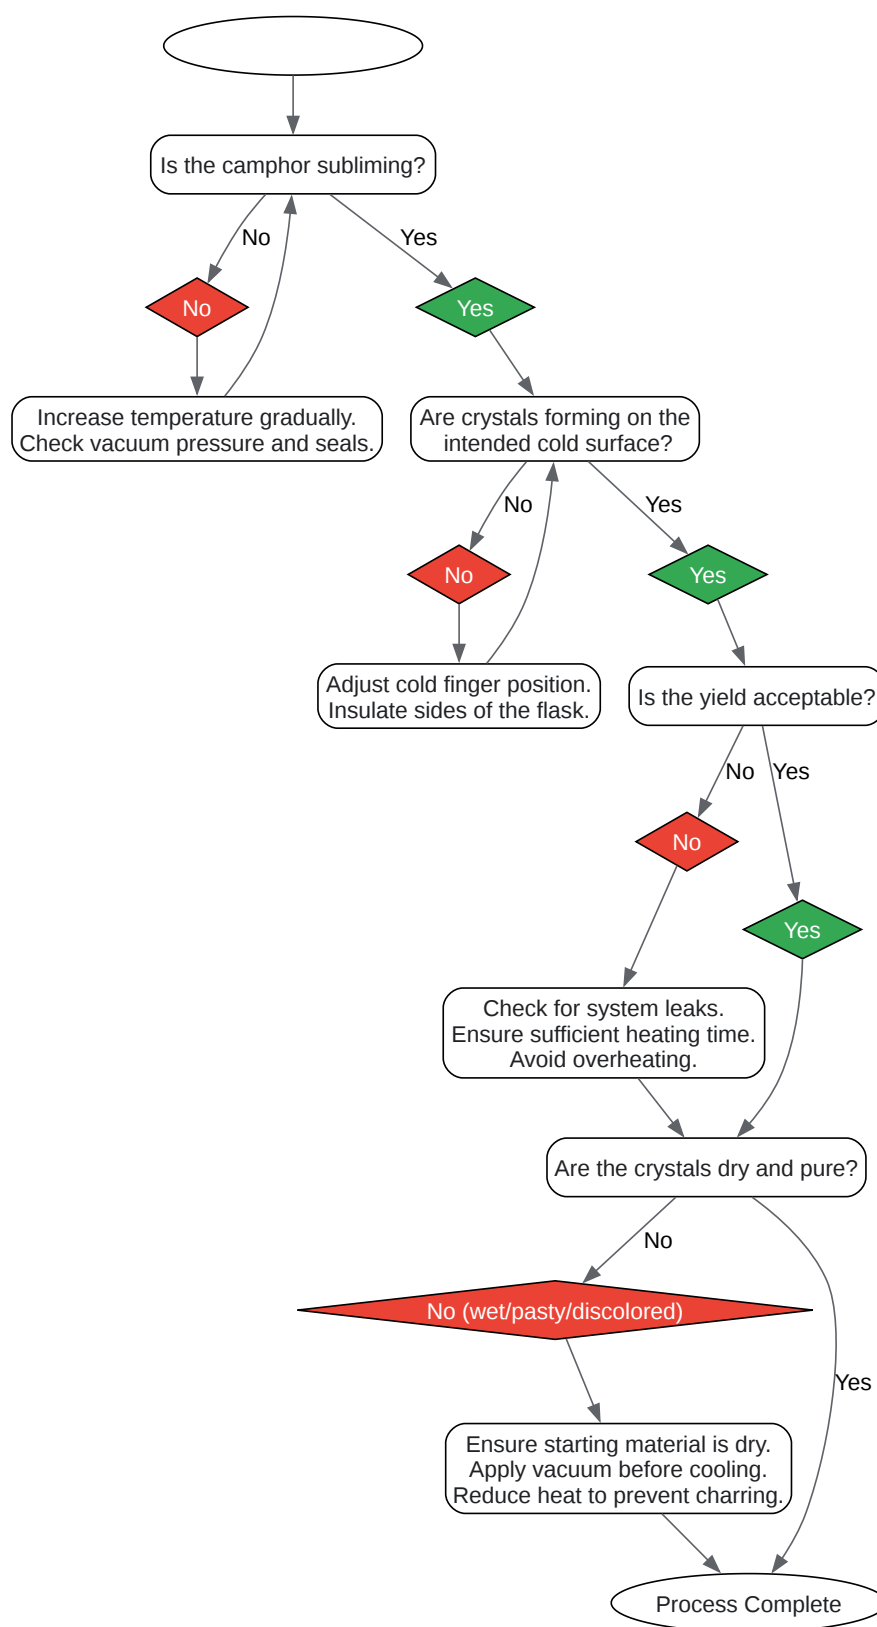 Is the camphor subliming?
No
Yes
No
Yes
Increase temperature gradually.
Check vacuum pressure and seals.
Are crystals forming on the
intended cold surface?
No
Yes
No
Yes
Adjust cold finger position.
Insulate sides of the flask.
Is the yield acceptable?
No
Yes
No
Yes
Check for system leaks.
Ensure sufficient heating time.
Avoid overheating.
Are the crystals dry and pure?
No
No (wet/pasty/discolored)
Yes
Ensure starting material is dry.
Apply vacuum before cooling.
Reduce heat to prevent charring.
Process Complete